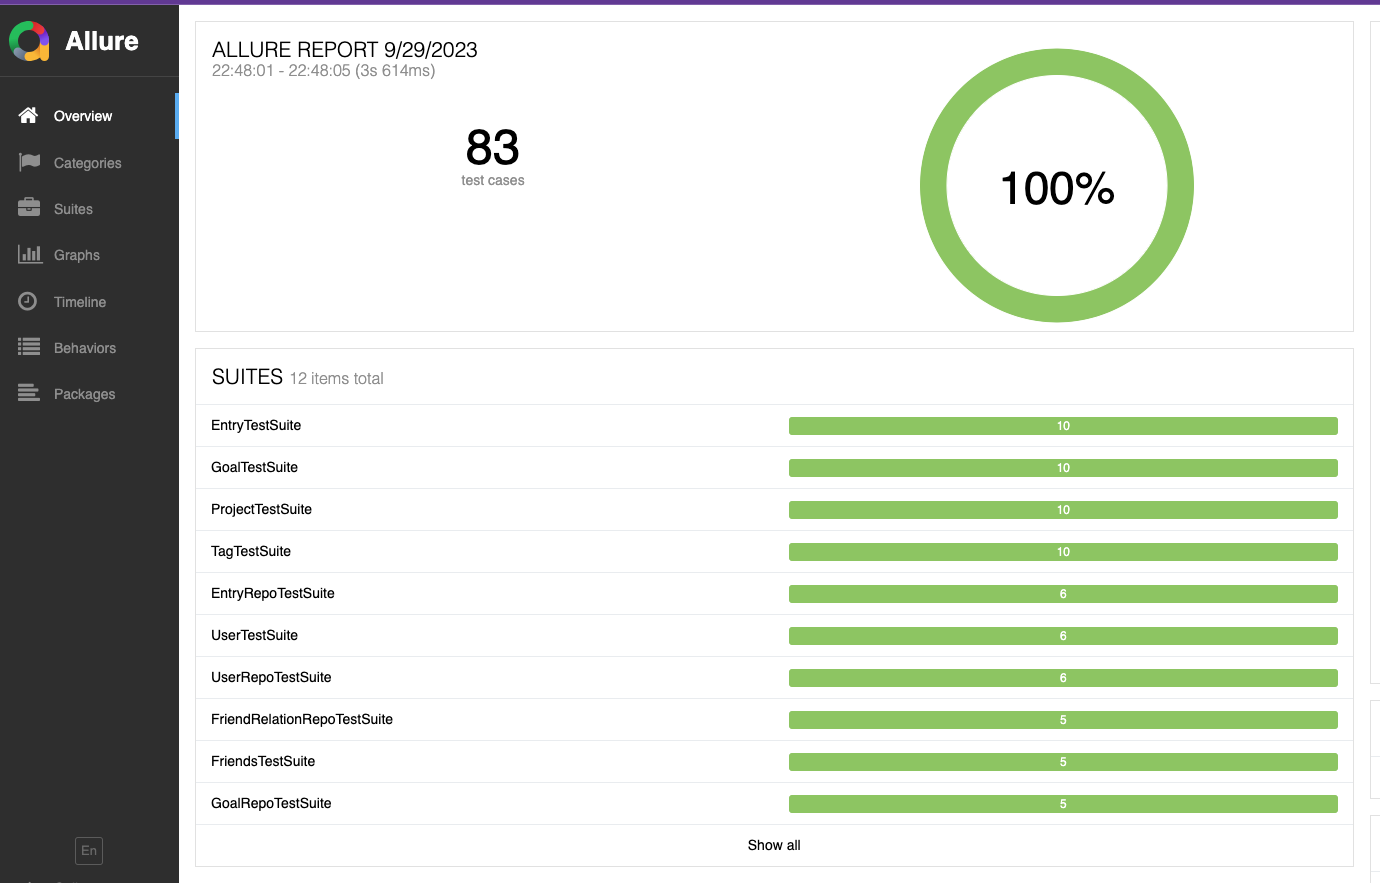 Allure
Overview
Categories
Suites
Graphs
Timeline
Behaviors
Packages
En
ALLURE REPORT 9/29/2023
22:48:01 - 22:48:05 (3s 614ms)
83
test cases
100%
SUITES 12 items total
EntryTestSuite 10
GoalTestSuite 10
ProjectTestSuite 10
TagTestSuite 10
EntryRepoTestSuite 6
UserTestSuite 6
UserRepoTestSuite 6
FriendRelationRepoTestSuite 5
FriendsTestSuite 5
GoalRepoTestSuite 5
Show all